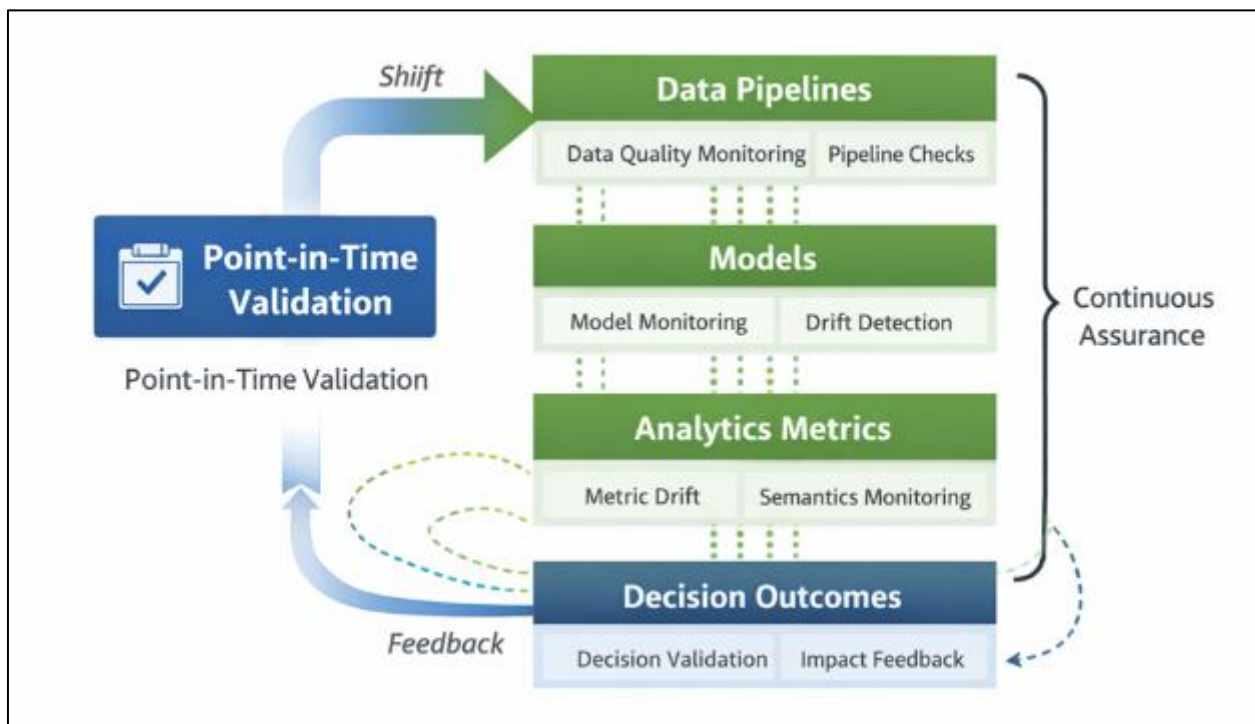 Shiift
Data Pipelines
Data Quality Monitoring
Pipeline Checks
Point-in-Time
Validation
Point-in-Time Validation
Models
Model Monitoring
Drift Detection
Continuous
Assurance
Analytics Metrics
Metric Drift
Semantics Monitoring
Decision Outcomes
Feedback
Decision Validation
Impact Feedback